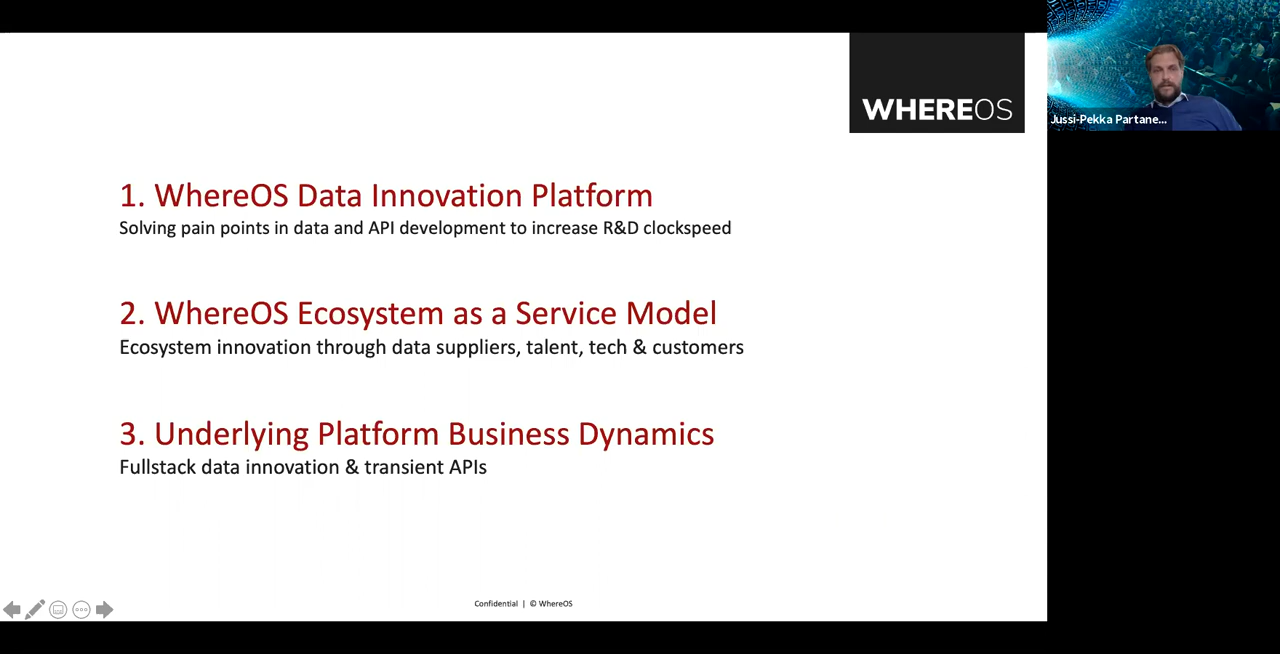 WHEREOS
Jussi-Pekka Partane...
1. WhereOS Data Innovation Platform
Solving pain points in data and API development to increase R&D clockspeed
2. WhereOS Ecosystem as a Service Model
Ecosystem innovation through data suppliers, talent, tech & customers
3. Underlying Platform Business Dynamics
Fullstack data innovation & transient APIs
Confidential | © WhereOS